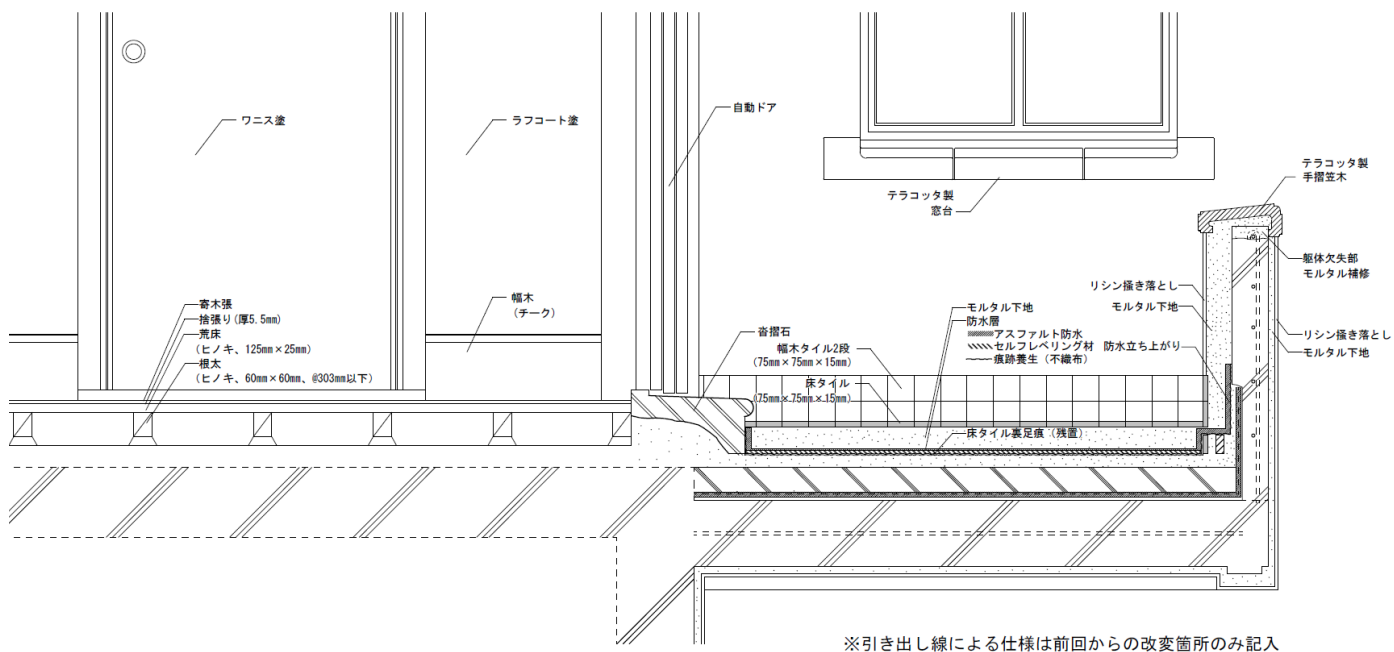 ワニス塗
ラフコート塗
自動ドア
テラコッタ製
窓台
テラコッタ製
手摺笠木
躯体欠失部
モルタル補修
リシン掻き落とし
モルタル下地
リシン掻き落とし
モルタル下地
寄木張
捨張り(厚5.5mm)
荒床
(ヒノキ、125mm×25mm)
根太
(ヒノキ、60mm×60mm、@303mm以下)
幅木
(チーク)
沓摺石
幅木タイル2段
(75mm×75mm×15mm)
床タイル
(75mm×75mm×15mm)
モルタル下地
防水層
アスファルト防水
セルフレベリング材
痕跡養生(不織布)
防水立ち上がり
床タイル裏足痕(残置)
※引き出し線による仕様は前回からの改変箇所のみ記入